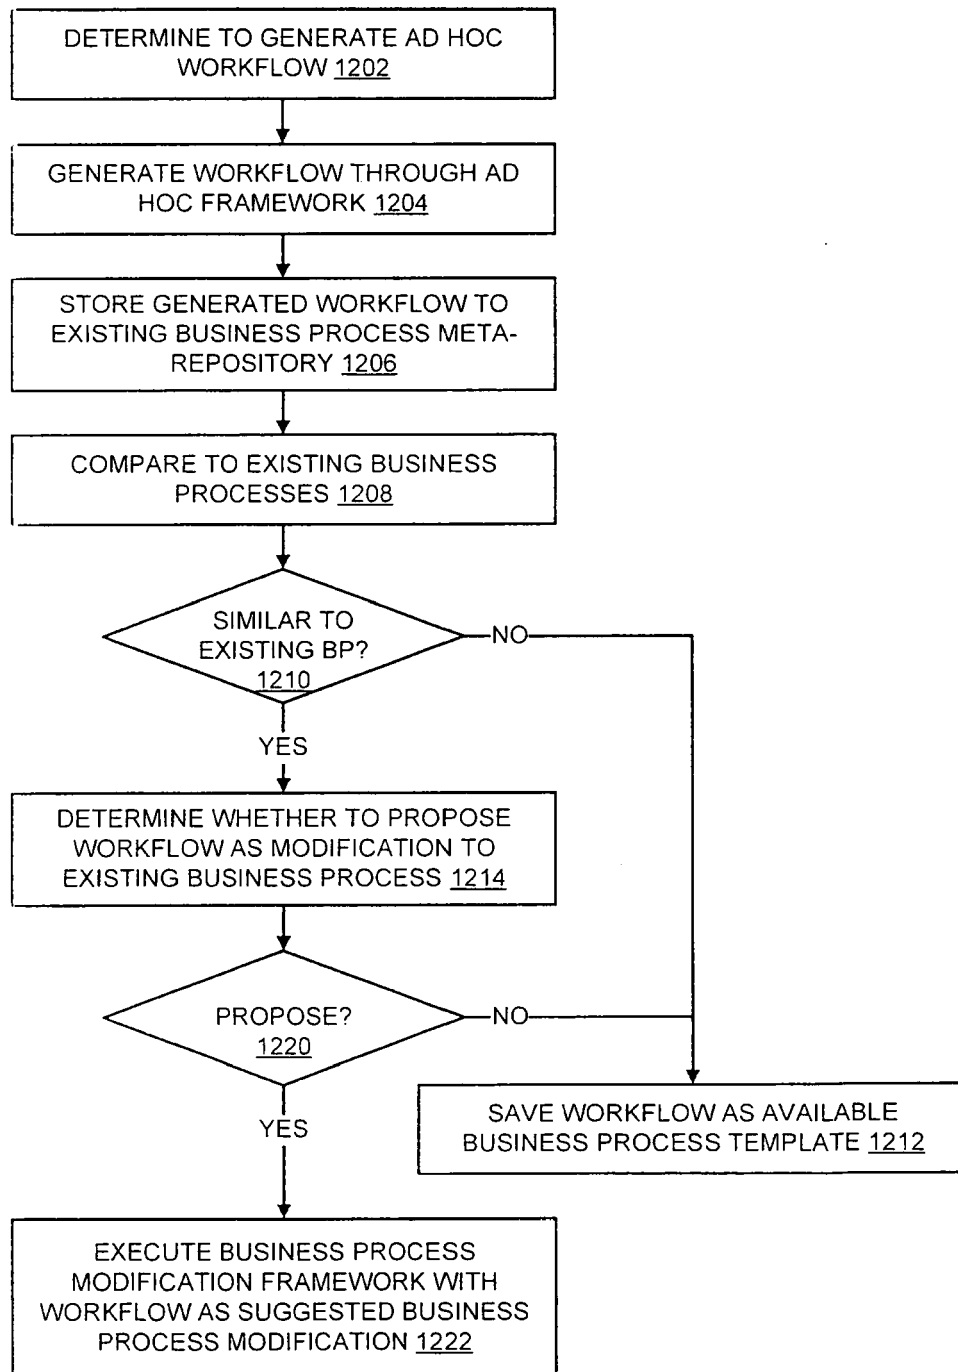 DETERMINE TO GENERATE AD HOC
WORKFLOW 1202
GENERATE WORKFLOW THROUGH AD
HOC FRAMEWORK 1204
STORE GENERATED WORKFLOW TO
EXISTING BUSINESS PROCESS META-
REPOSITORY 1206
COMPARE TO EXISTING BUSINESS
PROCESSES 1208
SIMILAR TO
EXISTING BP?
1210
NO
YES
DETERMINE WHETHER TO PROPOSE
WORKFLOW AS MODIFICATION TO
EXISTING BUSINESS PROCESS 1214
PROPOSE?
1220
NO
YES
SAVE WORKFLOW AS AVAILABLE
BUSINESS PROCESS TEMPLATE 1212
EXECUTE BUSINESS PROCESS
MODIFICATION FRAMEWORK WITH
WORKFLOW AS SUGGESTED BUSINESS
PROCESS MODIFICATION 1222